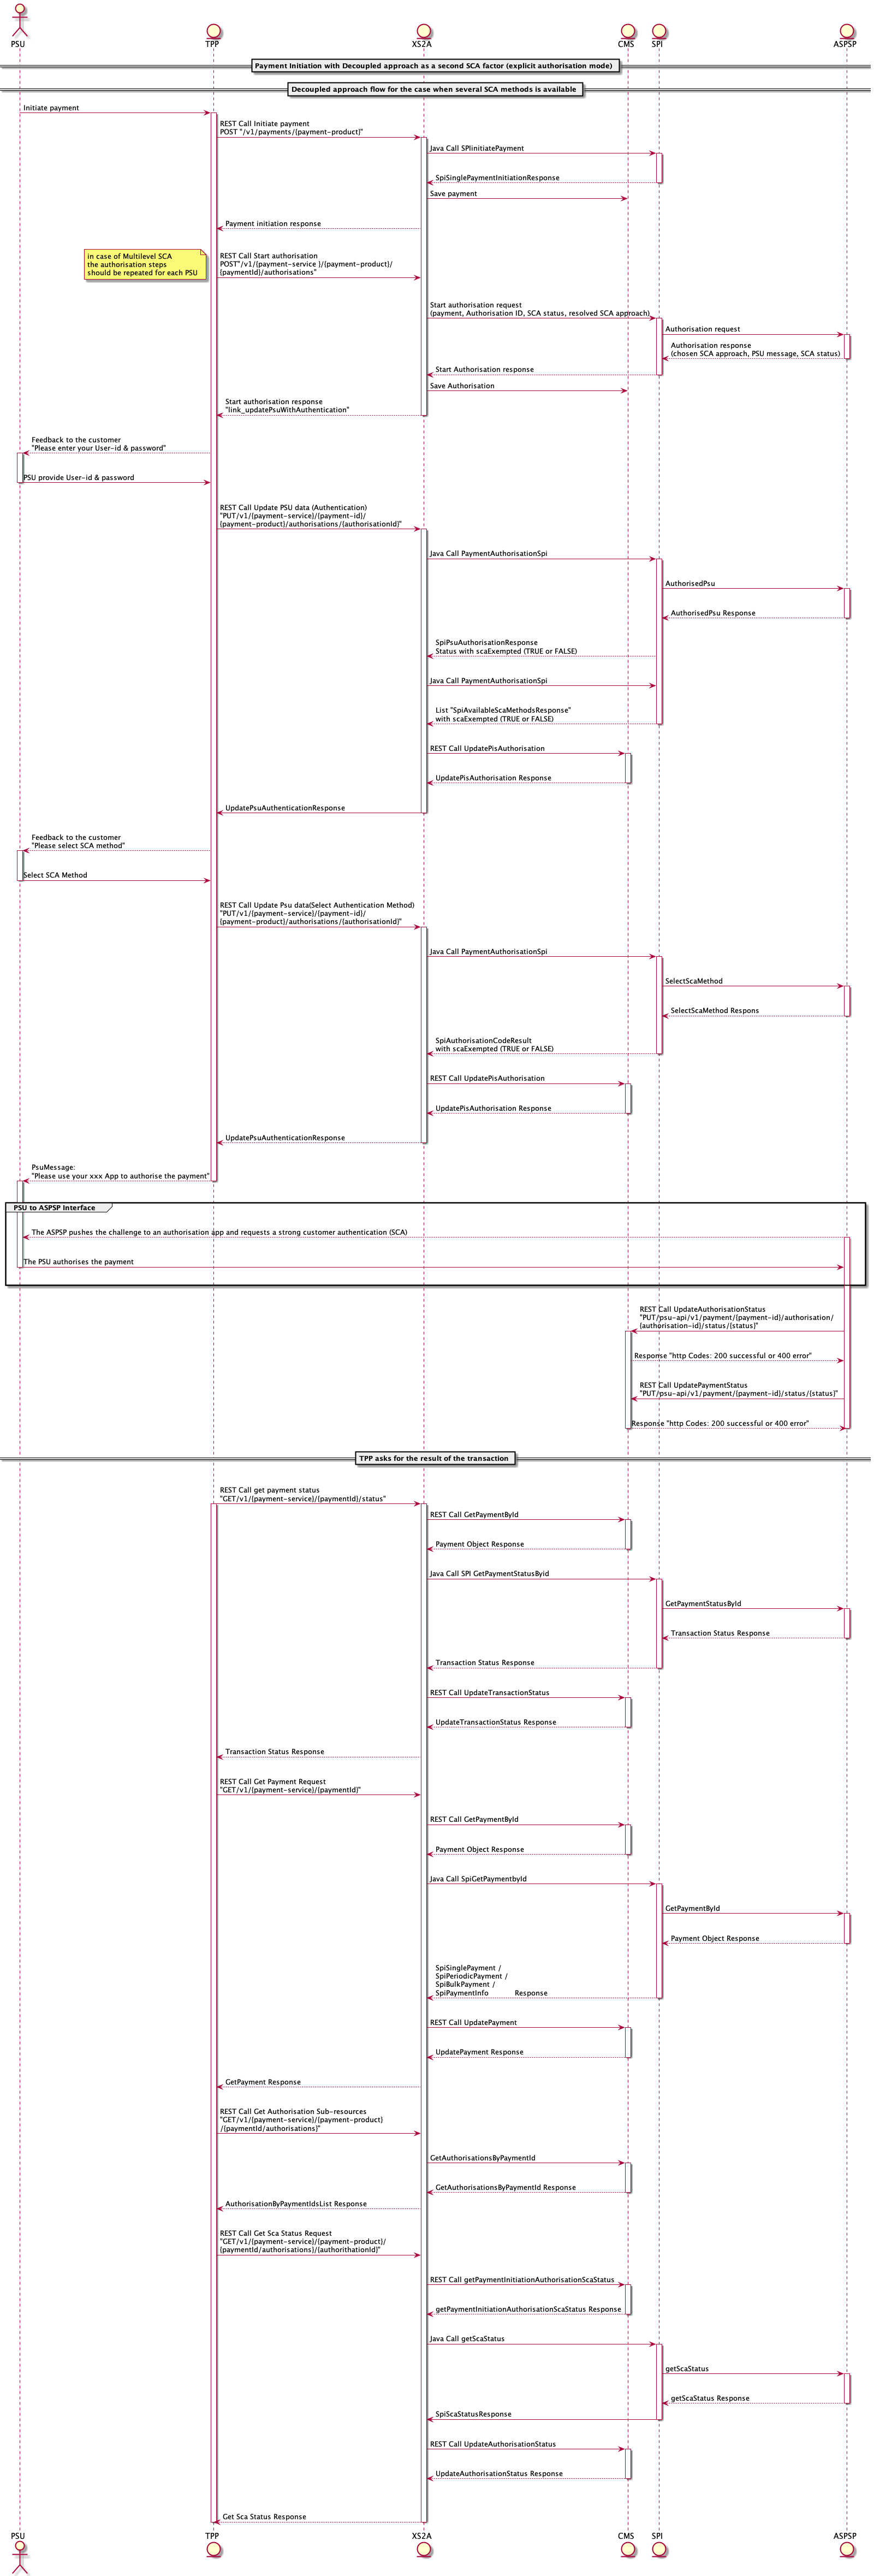 PSU
TPP
XS2A
CMS
SPI
ASPSP
Payment Initiation with Decoupled approach as a second SCA factor (explicit authorisation mode)
Decoupled approach flow for the case when several SCA methods is available
Initiate payment
REST Call Initiate payment
POST "/v1/payments/{payment-product}"
Java Call SPIinitiatePayment
SpiSinglePaymentInitiationResponse
Save payment
Payment initiation response
in case of Multilevel SCA
the authorisation steps
should be repeated for each PSU
REST Call Start authorisation
POST"/v1/{payment-service }/{payment-product}/
{paymentId}/authorisations"
Start authorisation request
(payment, Authorisation ID, SCA status, resolved SCA approach)
Authorisation request
Authorisation response
(chosen SCA approach, PSU message, SCA status)
Start Authorisation response
Save Authorisation
Start authorisation response
"link_updatePsuWithAuthentication"
Feedback to the customer
"Please enter your User-id & password"
PSU provide User-id & password
REST Call Update PSU data (Authentication)
"PUT/v1/{payment-service}/{payment-id}/
{payment-product}/authorisations/{authorisationId}"
Java Call PaymentAuthorisationSpi
AuthorisedPsu
AuthorisedPsu Response
SpiPsuAuthorisationResponse
Status with scaExempted (TRUE or FALSE)
Java Call PaymentAuthorisationSpi
List "SpiAvailableScaMethodsResponse"
with scaExempted (TRUE or FALSE)
REST Call UpdatePisAuthorisation
UpdatePisAuthorisation Response
UpdatePsuAuthenticationResponse
Feedback to the customer
"Please select SCA method"
Select SCA Method
REST Call Update Psu data(Select Authentication Method)
"PUT/v1/{payment-service}/{payment-id}/
{payment-product}/authorisations/{authorisationId}"
Java Call PaymentAuthorisationSpi
SelectScaMethod
SelectScaMethod Respons
SpiAuthorisationCodeResult
with scaExempted (TRUE or FALSE)
REST Call UpdatePisAuthorisation
UpdatePisAuthorisation Response
UpdatePsuAuthenticationResponse
PsuMessage:
"Please use your xxx App to authorise the payment"
PSU to ASPSP Interface
The ASPSP pushes the challenge to an authorisation app and requests a strong customer authentication (SCA)
The PSU authorises the payment
REST Call UpdateAuthorisationStatus
"PUT/psu-api/v1/payment/{payment-id}/authorisation/
{authorisation-id}/status/{status}"
Response "http Codes: 200 successful or 400 error"
REST Call UpdatePaymentStatus
"PUT/psu-api/v1/payment/{payment-id}/status/{status}"
Response "http Codes: 200 successful or 400 error"
TPP asks for the result of the transaction
REST Call get payment status
"GET/v1/{payment-service}/{paymentId}/status"
REST Call GetPaymentById
Payment Object Response
Java Call SPI GetPaymentStatusByid
GetPaymentStatusById
Transaction Status Response
Transaction Status Response
REST Call UpdateTransactionStatus
UpdateTransactionStatus Response
Transaction Status Response
REST Call Get Payment Request
"GET/v1/{payment-service}/{paymentId}"
REST Call GetPaymentById
Payment Object Response
Java Call SpiGetPaymentbyId
GetPaymentById
Payment Object Response
SpiSinglePayment /
SpiPeriodicPayment /
SpiBulkPayment /
SpiPaymentInfo Response
REST Call UpdatePayment
UpdatePayment Response
GetPayment Response
REST Call Get Authorisation Sub-resources
"GET/v1/{payment-service}/{payment-product}
/{paymentId/authorisations}"
GetAuthorisationsByPaymentId
GetAuthorisationsByPaymentId Response
AuthorisationByPaymentIdsList Response
REST Call Get Sca Status Request
"GET/v1/{payment-service}/{payment-product}/
{paymentId/authorisations}/{authorithationId}"
REST Call getPaymentInitiationAuthorisationScaStatus
getPaymentInitiationAuthorisationScaStatus Response
Java Call getScaStatus
getScaStatus
getScaStatus Response
SpiScaStatusResponse
REST Call UpdateAuthorisationStatus
UpdateAuthorisationStatus Response
Get Sca Status Response
PSU
TPP
XS2A
CMS
SPI
ASPSP